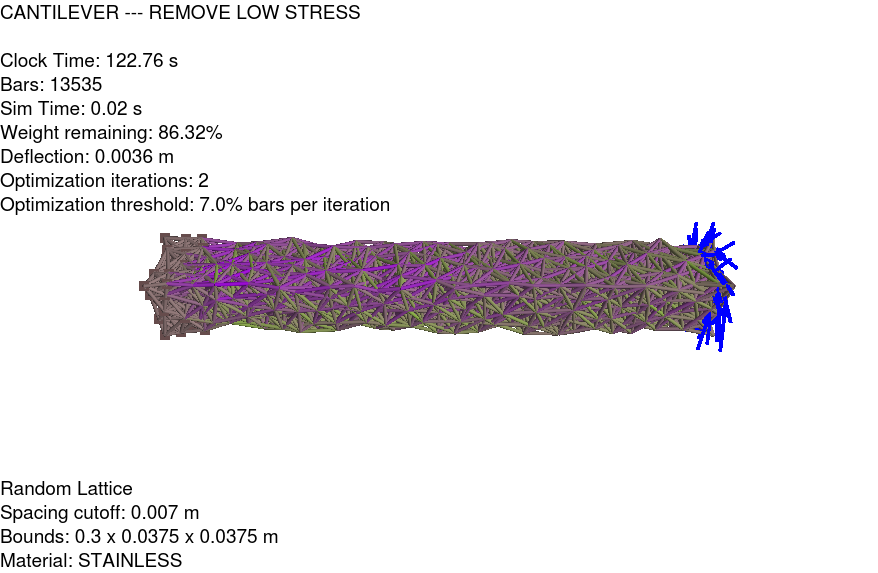 CANTILEVER --- REMOVE LOW STRESS
Clock Time: 122.76 s
Bars: 13535
Sim Time: 0.02 s
Weight remaining: 86.32%
Deflection: 0.0036 m
Optimization iterations: 2
Optimization threshold: 7.0% bars per iteration
Random Lattice
Spacing cutoff: 0.007 m
Bounds: 0.3 x 0.0375 x 0.0375 m
Material: STAINLESS